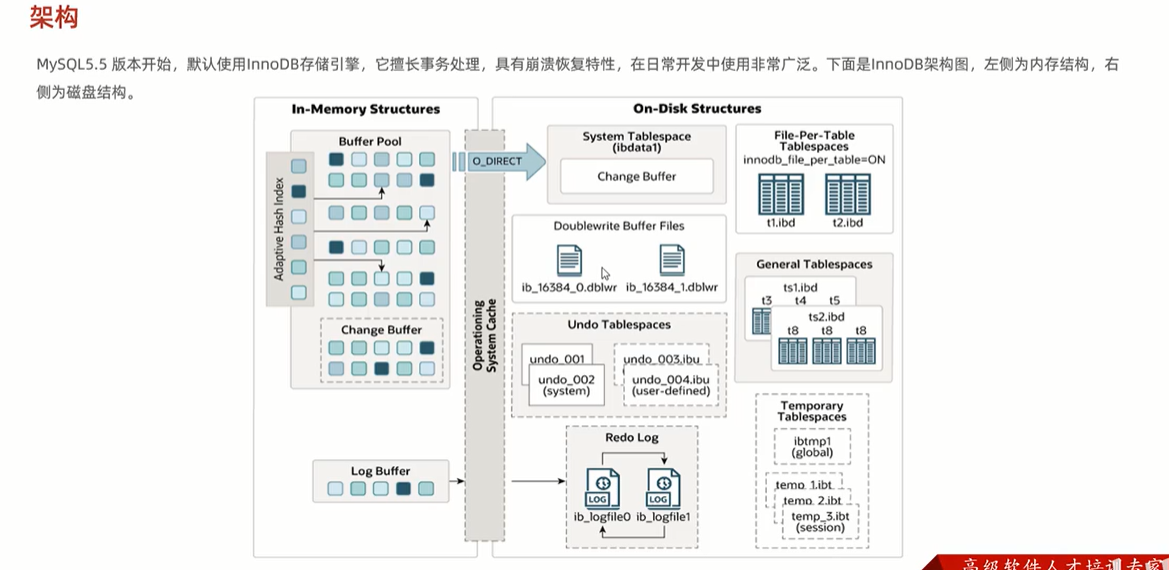 架构
MySQL5.5 版本开始，默认使用InnoDB存储引擎，它擅长事务处理，具有崩溃恢复特性，在日常开发中使用非常广泛。下面是InnoDB架构图，左侧为内存结构，右
侧为磁盘结构。
In-Memory Structures
Buffer Pool
Adaptive Hash Index
Change Buffer
Log Buffer
Operationing
System Cache
O_DIRECT
On-Disk Structures
System Tablespace
(ibdata1)
Change Buffer
Doublewrite Buffer Files
ib_16384_0.dblwr
ib_16384_1.dblwr
Undo Tablespaces
undo_001
undo_002
(system)
undo_003.ibu
undo_004.ibu
(user-defined)
Redo Log
LOG
LOG
ib_logfile0
ib_logfile1
File-Per-Table
Tablespaces
innodb_file_per_table=ON
t1.ibd
t2.ibd
General Tablespaces
ts1.ibd
t3
t4
t5
ts2.ibd
t8
t8
t8
Temporary
Tablespaces
ibtmp1
(global)
temp_1.ibt
temp_2.ibt
temp_3.ibt
(session)
高级软件人才培训专家